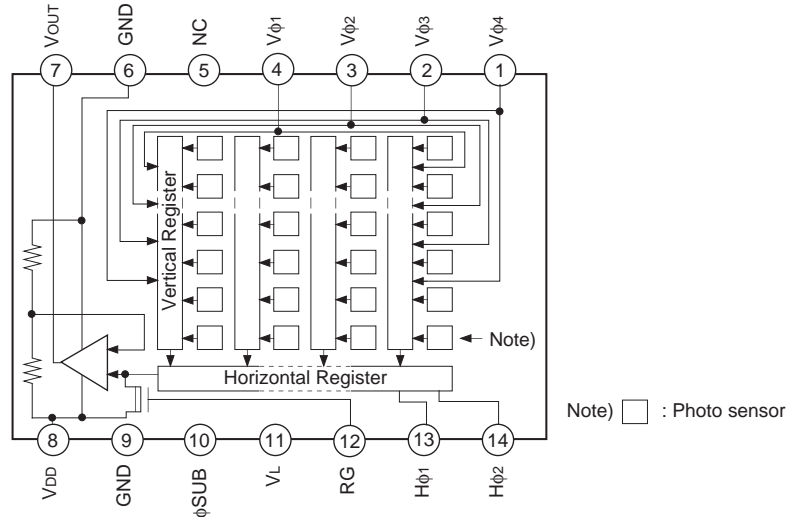 VOUT
GND
NC
Vφ1
Vφ2
Vφ3
Vφ4
7
6
5
4
3
2
1
Vertical Register
Note)
Horizontal Register
Note) : Photo sensor
8
9
10
11
12
13
14
VDD
GND
φSUB
VL
RG
Hφ1
Hφ2